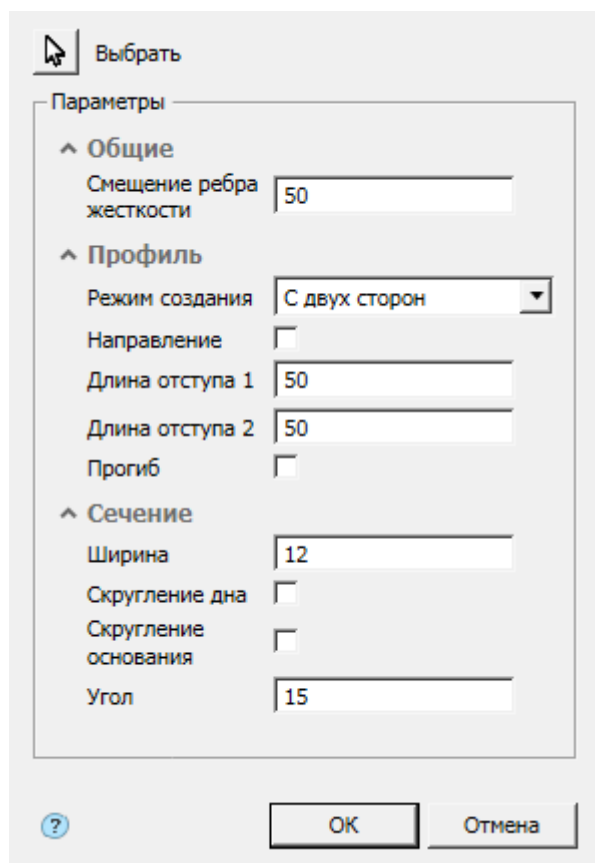 Выбрать
Параметры
Общие
Смещение ребра
жесткости
50
Профиль
Режим создания С двух сторон
Направление
Длина отступа 1 50
Длина отступа 2 50
Прогиб
Сечение
Ширина 12
Скругление дна
Скругление
основания
Угол 15
? OK Отмена